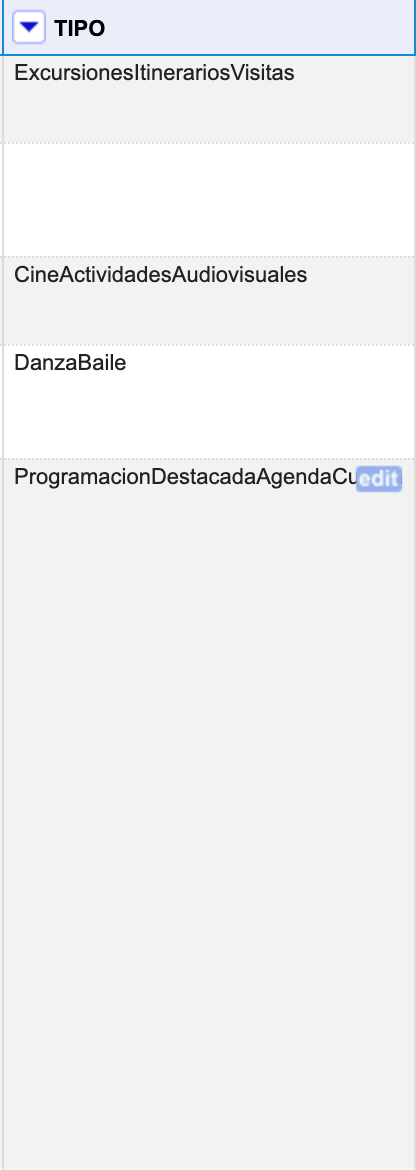 TIPO
ExcursionesItinerariosVisitas
CineActividadesAudiovisuales
DanzaBaile
ProgramacionDestacadaAgendaCu
edit